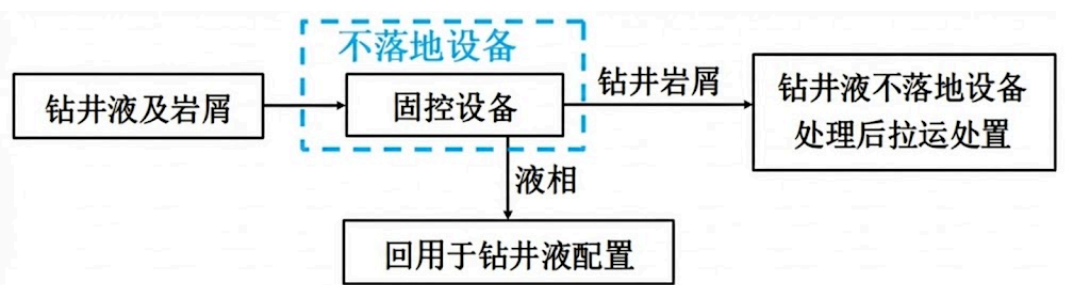 不落地设备
钻井液及岩屑
固控设备
钻井岩屑
钻井液不落地设备
处理后拉运处置
液相
回用于钻井液配置